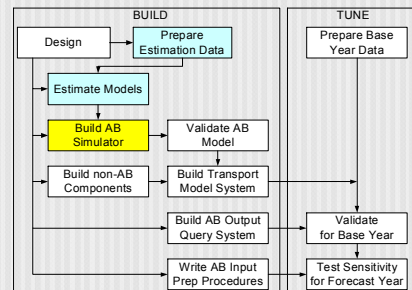 BUILD
TUNE
Design
Prepare
Estimation Data
Prepare Base
Year Data
Estimate Models
Build AB
Simulator
Validate AB
Model
Build non-AB
Components
Build Transport
Model System
Build AB Output
Query System
Validate
for Base Year
Write AB Input
Prep Procedures
Test Sensitivity
for Forecast Year